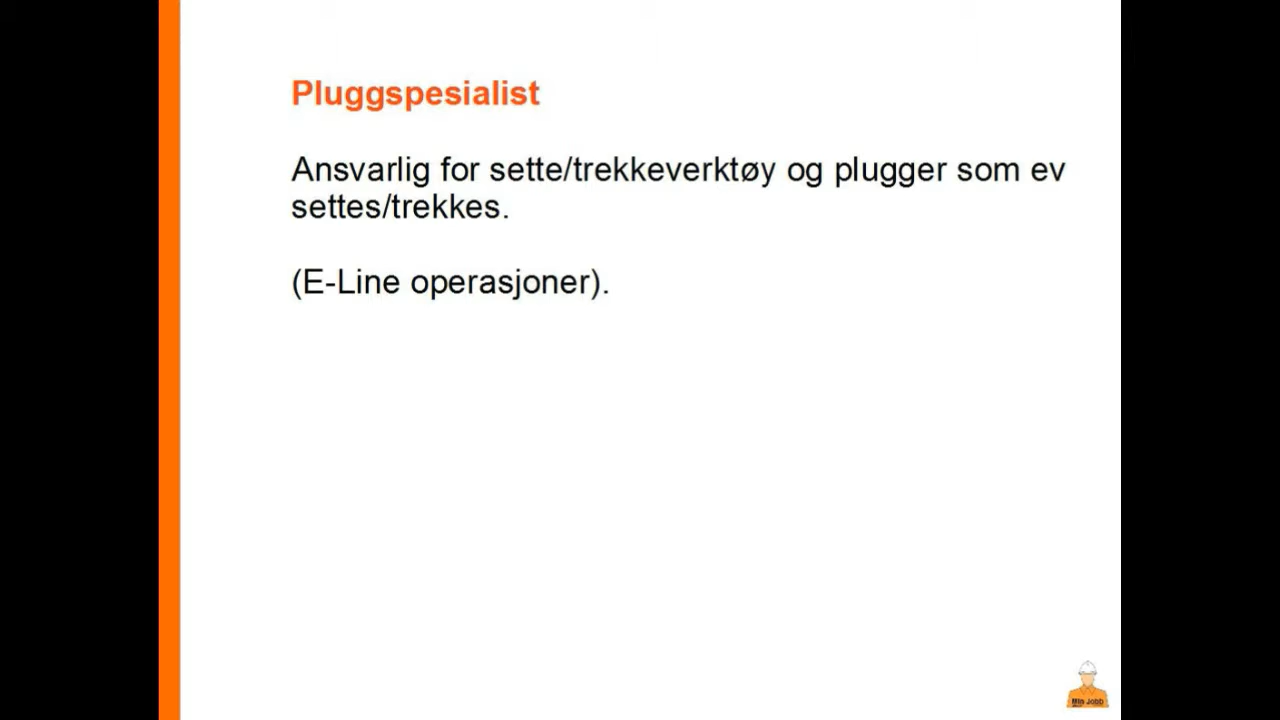 Pluggspesialist
Ansvarlig for sette/trekkeverktøy og plugger som ev
settes/trekkes.
(E-Line operasjoner).
Min Jobb